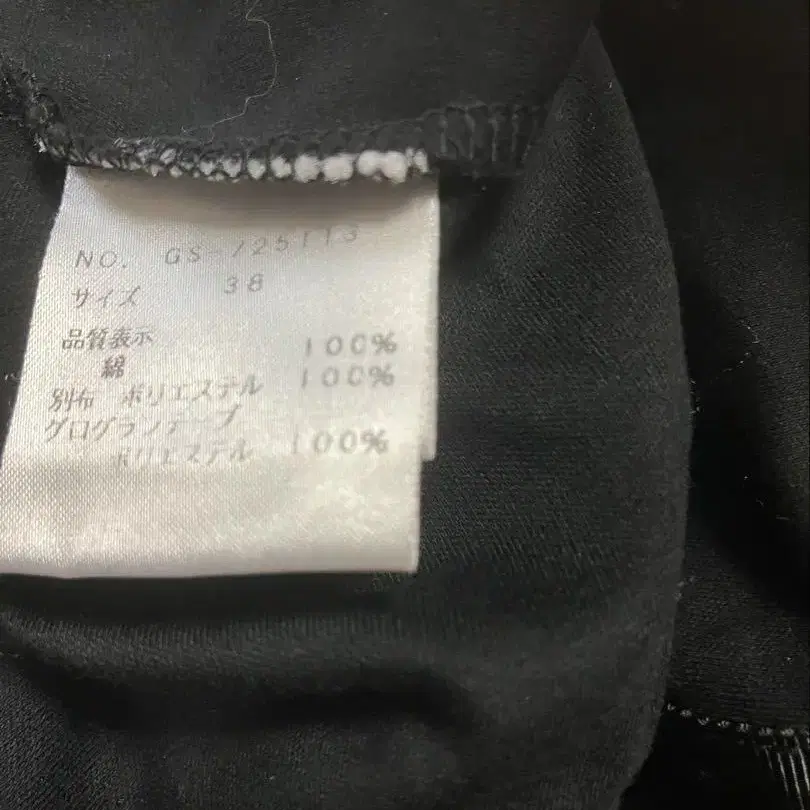 NO. GS-725113
サイズ 38
品質表示
綿 100%
別布 ポリエステル 100%
グログランテープ
ポリエステル 100%